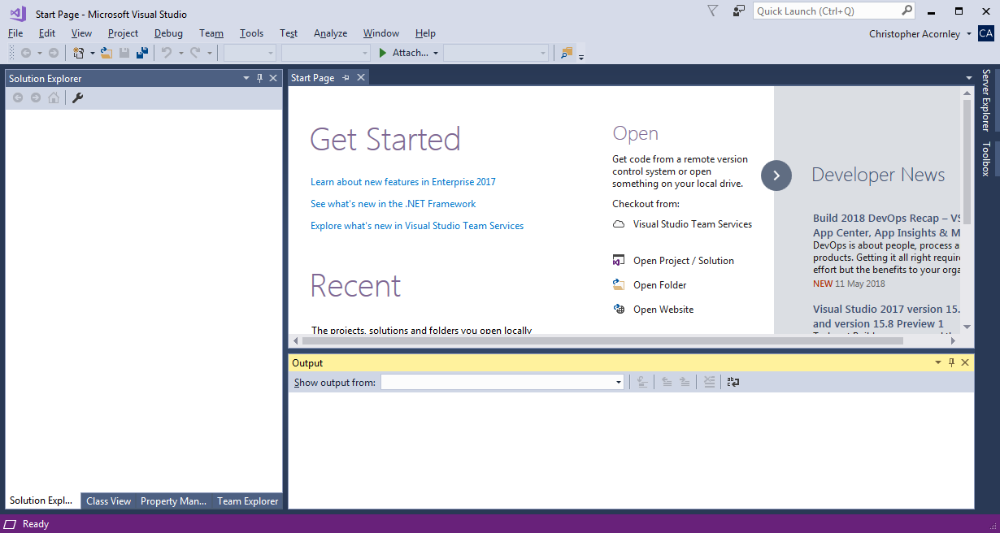 Start Page - Microsoft Visual Studio
Quick Launch (Ctrl+Q)
File Edit View Project Debug Team Tools Test Analyze Window Help
Christopher Acornley CA
Attach...
Solution Explorer
Start Page
Get Started
Learn about new features in Enterprise 2017
See what's new in the .NET Framework
Explore what's new in Visual Studio Team Services
Recent
The projects, solutions and folders you open locally
Open
Get code from a remote version
control system or open
something on your local drive.
Checkout from:
Visual Studio Team Services
Open Project / Solution
Open Folder
Open Website
Developer News
Build 2018 DevOps Recap – VS
App Center, App Insights & M
DevOps is about people, process a
products. Getting it all right require
effort but the benefits to your orga
NEW 11 May 2018
Visual Studio 2017 version 15.
and version 15.8 Preview 1
Server Explorer
Toolbox
Output
Show output from:
Solution Expl... Class View Property Man... Team Explorer
Ready